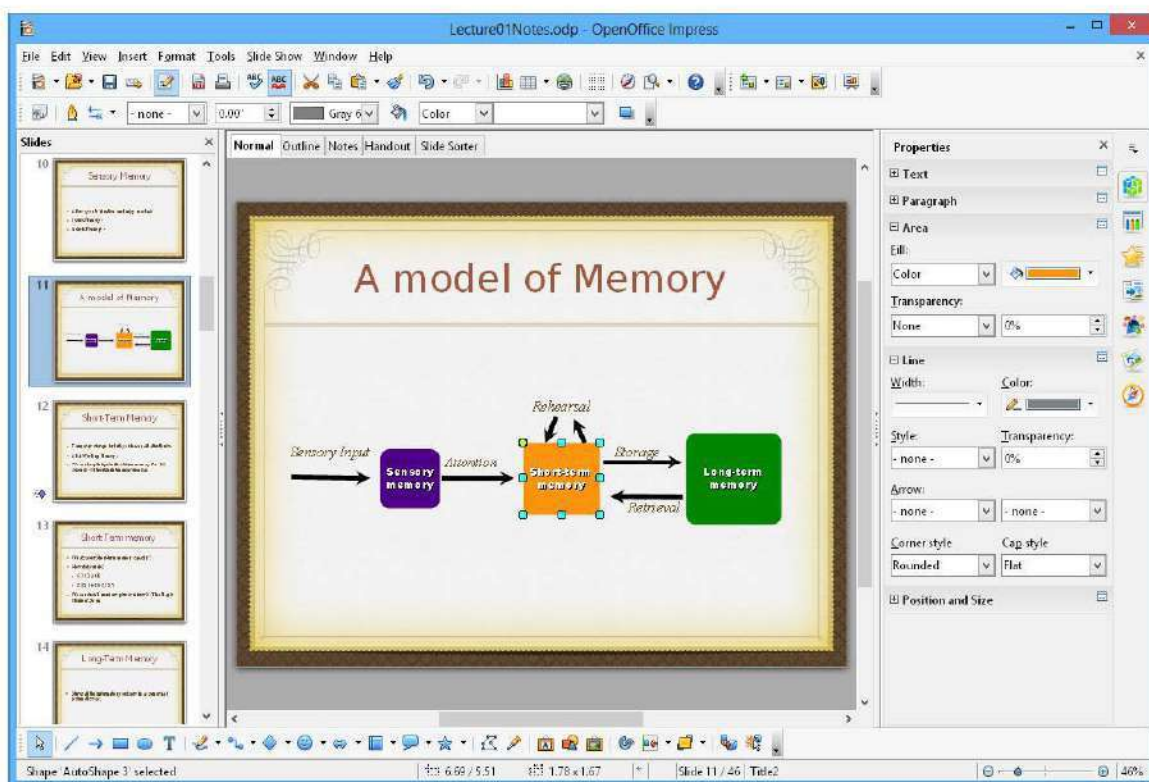 Lecture01Notes.odp - OpenOffice Impress
File Edit View Insert Format Tools Slide Show Window Help
- none - 0.00" Gray 6 Color
Slides
Normal Outline Notes Handout Slide Sorter
10
Sensory Memory
11
A model of Memory
12
Short-Term Memory
13
Short Term memory
14
Long-Term Memory
A model of Memory
Rehearsal
Sensory Input
Attention
Storage
Sensory memory
Short-term memory
Long-term memory
Retrieval
Properties
Text
Paragraph
Area
Fill:
Color
Transparency:
None 0%
Line
Width: Color:
Style: Transparency:
- none - 0%
Arrow:
- none - - none -
Corner style Cap style
Rounded Flat
Position and Size
Shape 'AutoShape 3' selected 6.69 / 5.51 1.78 x 1.67 * Slide 11 / 46 Title2 46%